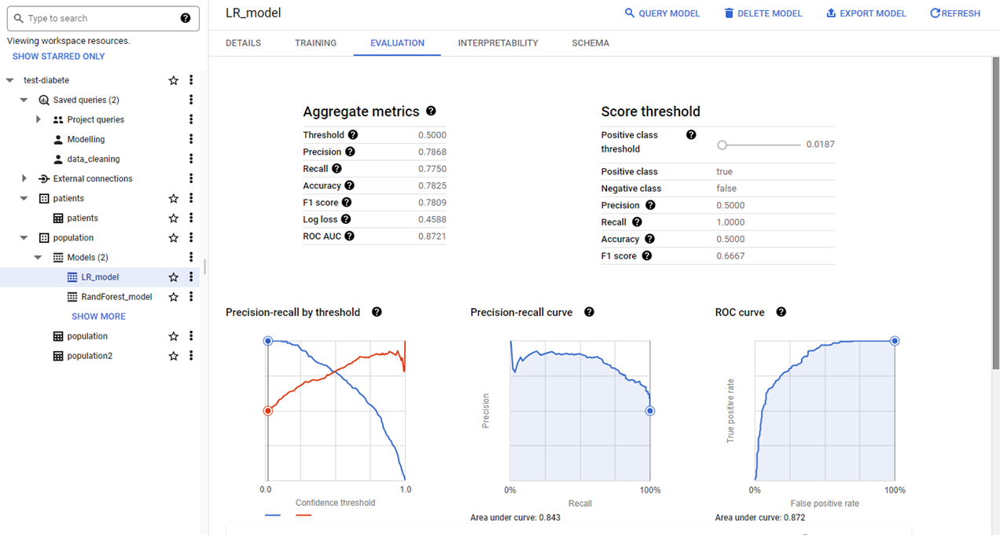 Type to search
Viewing workspace resources.
SHOW STARRED ONLY
test-diabete
Saved queries (2)
Project queries
Modelling
data_cleaning
External connections
patients
patients
population
Models (2)
LR_model
RandForest_model
SHOW MORE
population
population2
LR_model
QUERY MODEL DELETE MODEL EXPORT MODEL REFRESH
DETAILS TRAINING EVALUATION INTERPRETABILITY SCHEMA
Aggregate metrics
Threshold 0.5000
Precision 0.7868
Recall 0.7750
Accuracy 0.7825
F1 score 0.7809
Log loss 0.4588
ROC AUC 0.8721
Score threshold
Positive class
threshold
0.0187
Positive class true
Negative class false
Precision 0.5000
Recall 1.0000
Accuracy 0.5000
F1 score 0.6667
Precision-recall by threshold
0.0 1.0
Confidence threshold
Precision-recall curve
Precision
0% 100%
Recall
Area under curve: 0.843
ROC curve
True positive rate
0% 100%
False positive rate
Area under curve: 0.872